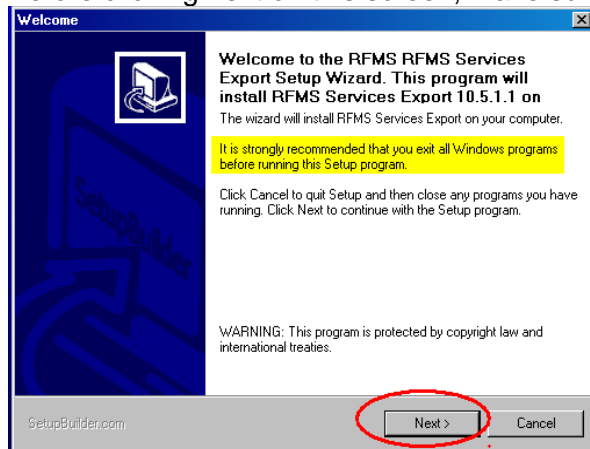 Welcome
Welcome to the RFMS RFMS Services
Export Setup Wizard. This program will
install RFMS Services Export 10.5.1.1 on
The wizard will install RFMS Services Export on your computer.
It is strongly recommended that you exit all Windows programs
before running this Setup program.
Click Cancel to quit Setup and then close any programs you have
running. Click Next to continue with the Setup program.
WARNING: This program is protected by copyright law and
international treaties.
SetupBuilder
SetupBuilder.com
Next >
Cancel